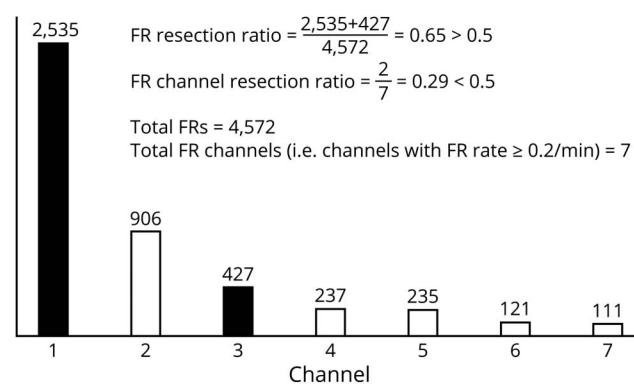 2,535
FR resection ratio = 2,535+427 / 4,572 = 0.65 > 0.5
FR channel resection ratio = 2 / 7 = 0.29 < 0.5
Total FRs = 4,572
Total FR channels (i.e. channels with FR rate ≥ 0.2/min) = 7
906
427
237
235
121
111
1 2 3 4 5 6 7
Channel